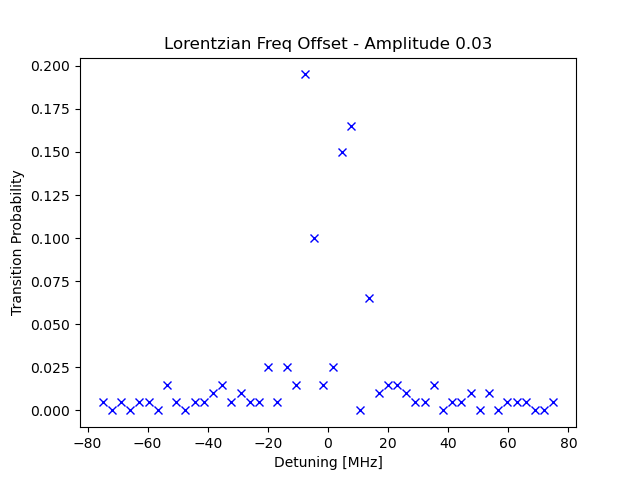 Lorentzian Freq Offset - Amplitude 0.03
Transition Probability
0.200
0.175
0.150
0.125
0.100
0.075
0.050
0.025
0.000
−80 −60 −40 −20 0 20 40 60 80
Detuning [MHz]